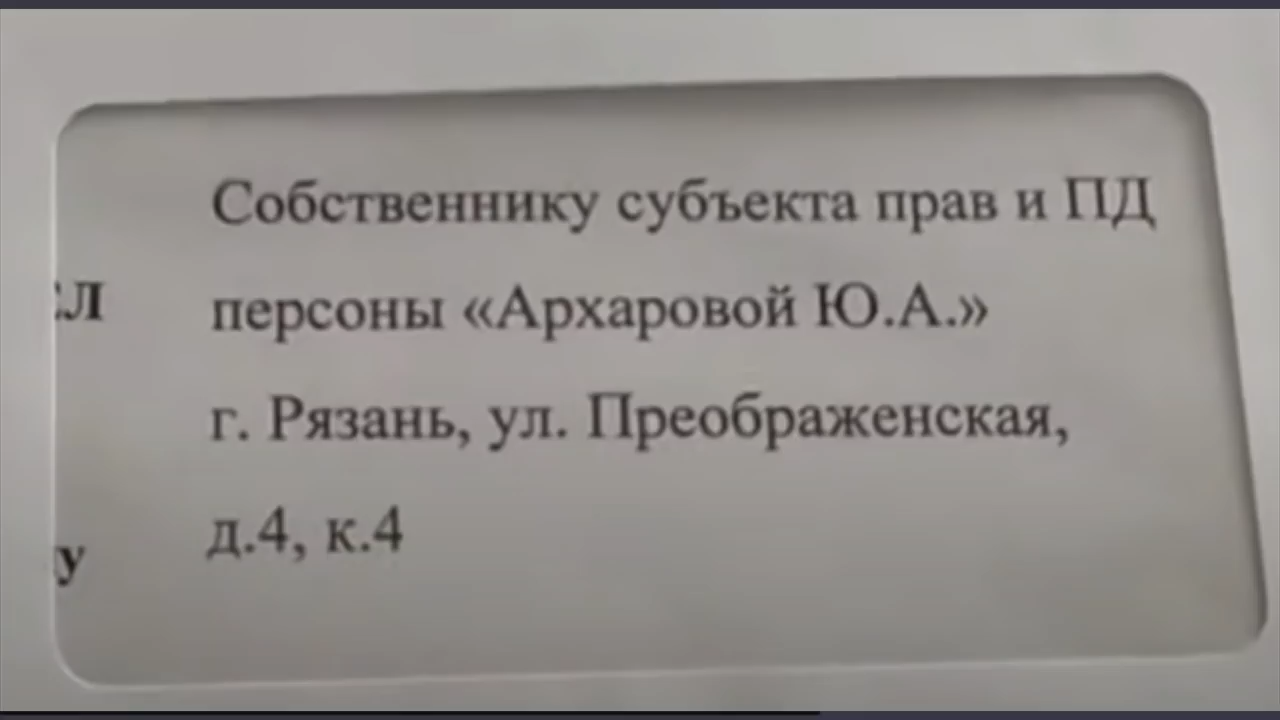 Собственнику субъекта прав и ПД
персоны «Архаровой Ю.А.»
г. Рязань, ул. Преображенская,
д.4, к.4